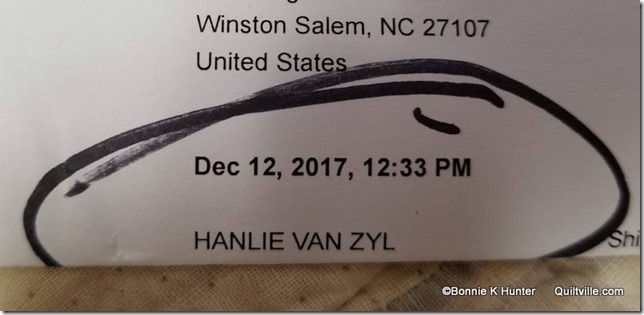 Winston Salem, NC 27107
United States
Dec 12, 2017, 12:33 PM
HANLIE VAN ZYL
©Bonnie K Hunter Quiltville.com